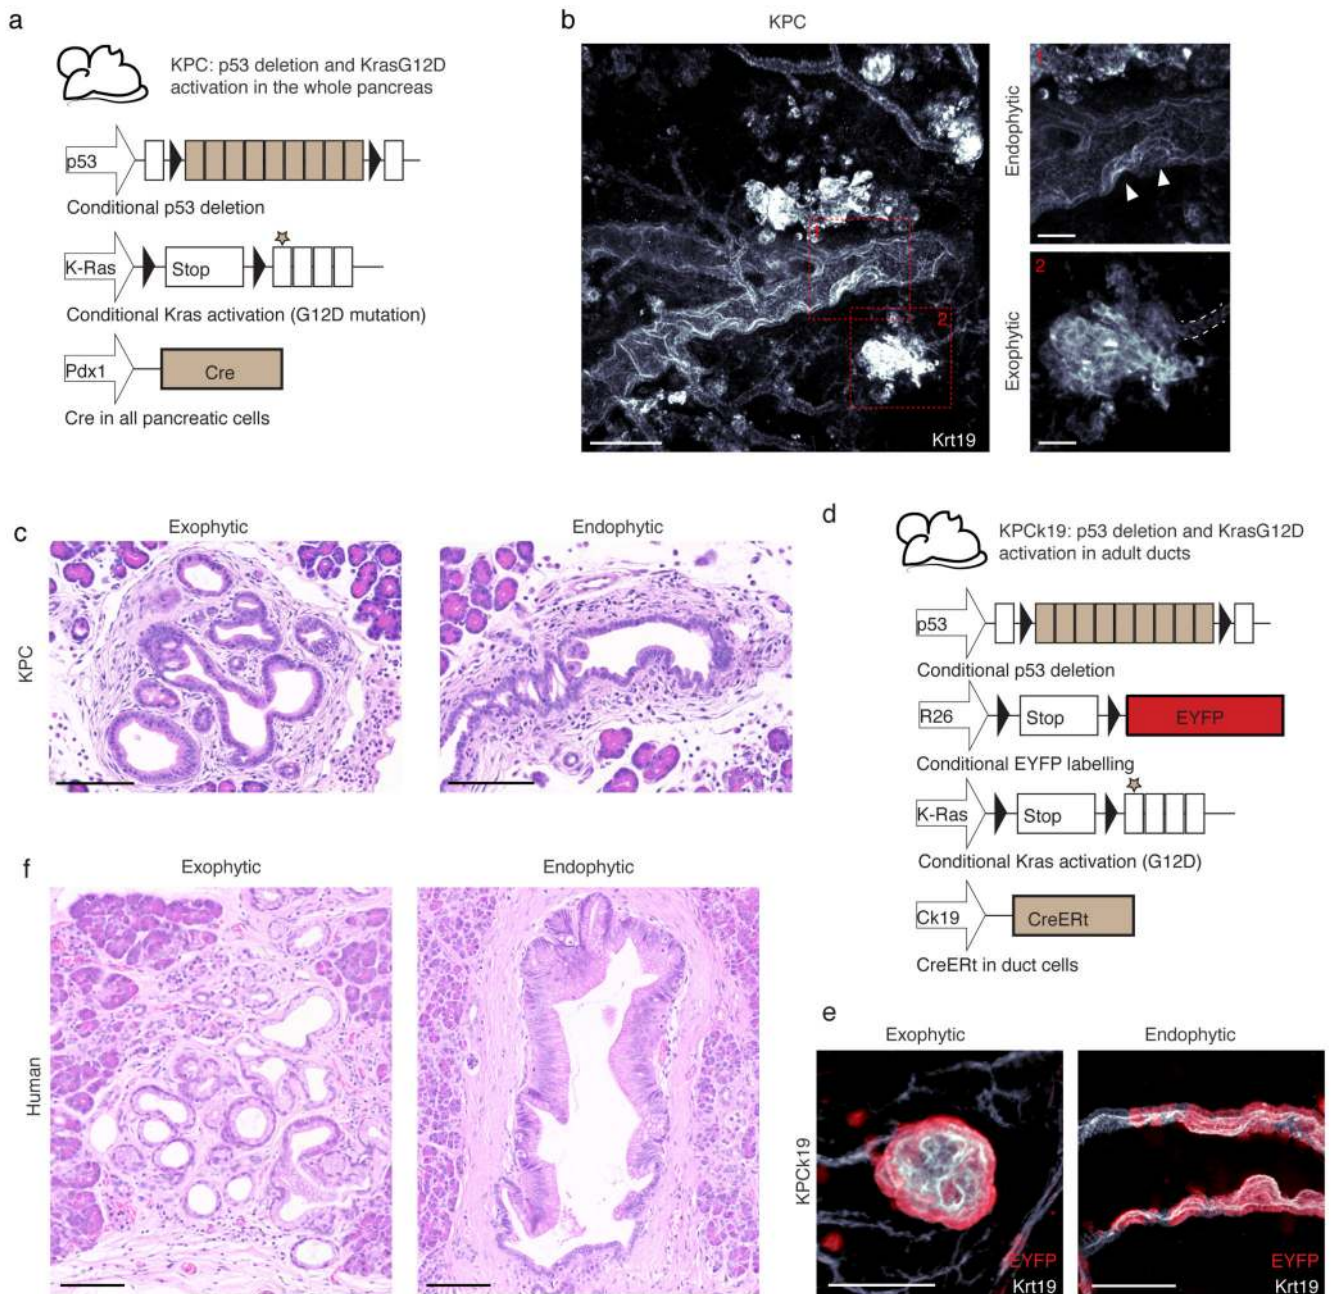 a
KPC: p53 deletion and KrasG12D
activation in the whole pancreas
p53
Conditional p53 deletion
K-Ras
Stop
Conditional Kras activation (G12D mutation)
Pdx1
Cre
Cre in all pancreatic cells
b
KPC
1
2
Krt19
Endophytic
1
Exophytic
2
c
Exophytic
Endophytic
KPC
d
KPCk19: p53 deletion and KrasG12D
activation in adult ducts
p53
Conditional p53 deletion
R26
Stop
EYFP
Conditional EYFP labelling
K-Ras
Stop
Conditional Kras activation (G12D)
Ck19
CreERt
CreERt in duct cells
f
Exophytic
Endophytic
Human
e
Exophytic
Endophytic
KPCk19
EYFP
Krt19
EYFP
Krt19